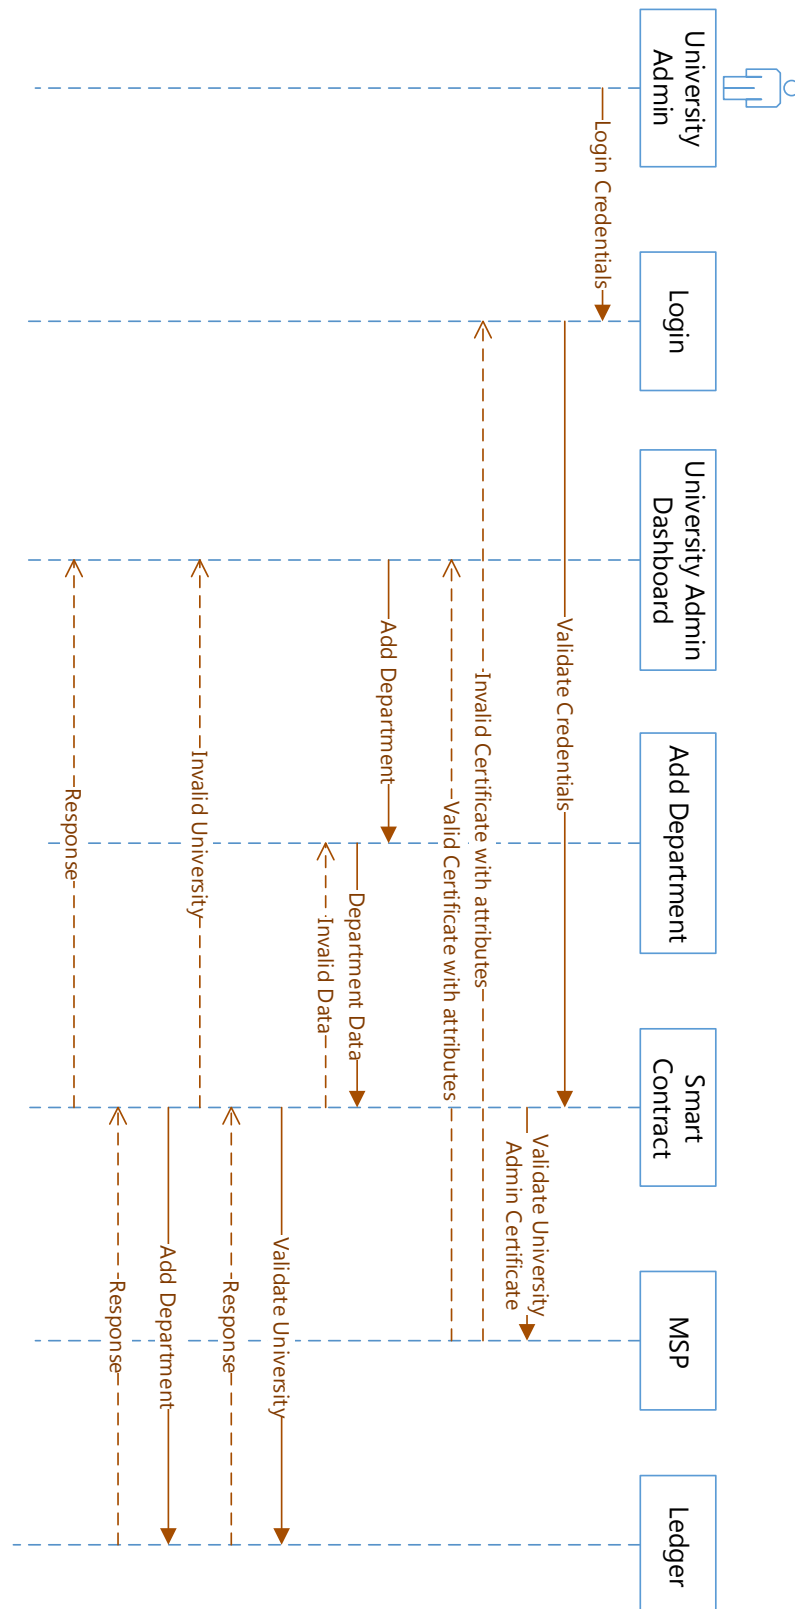 University
Admin
Login
University Admin
Dashboard
Add Department
Smart
Contract
MSP
Ledger
Login Credentials
Validate Credentials
Validate University
Admin Certificate
Invalid Certificate with attributes
Valid Certificate with attributes
Add Department
Department Data
Invalid Data
Validate University
Response
Invalid University
Add Department
Response
Response